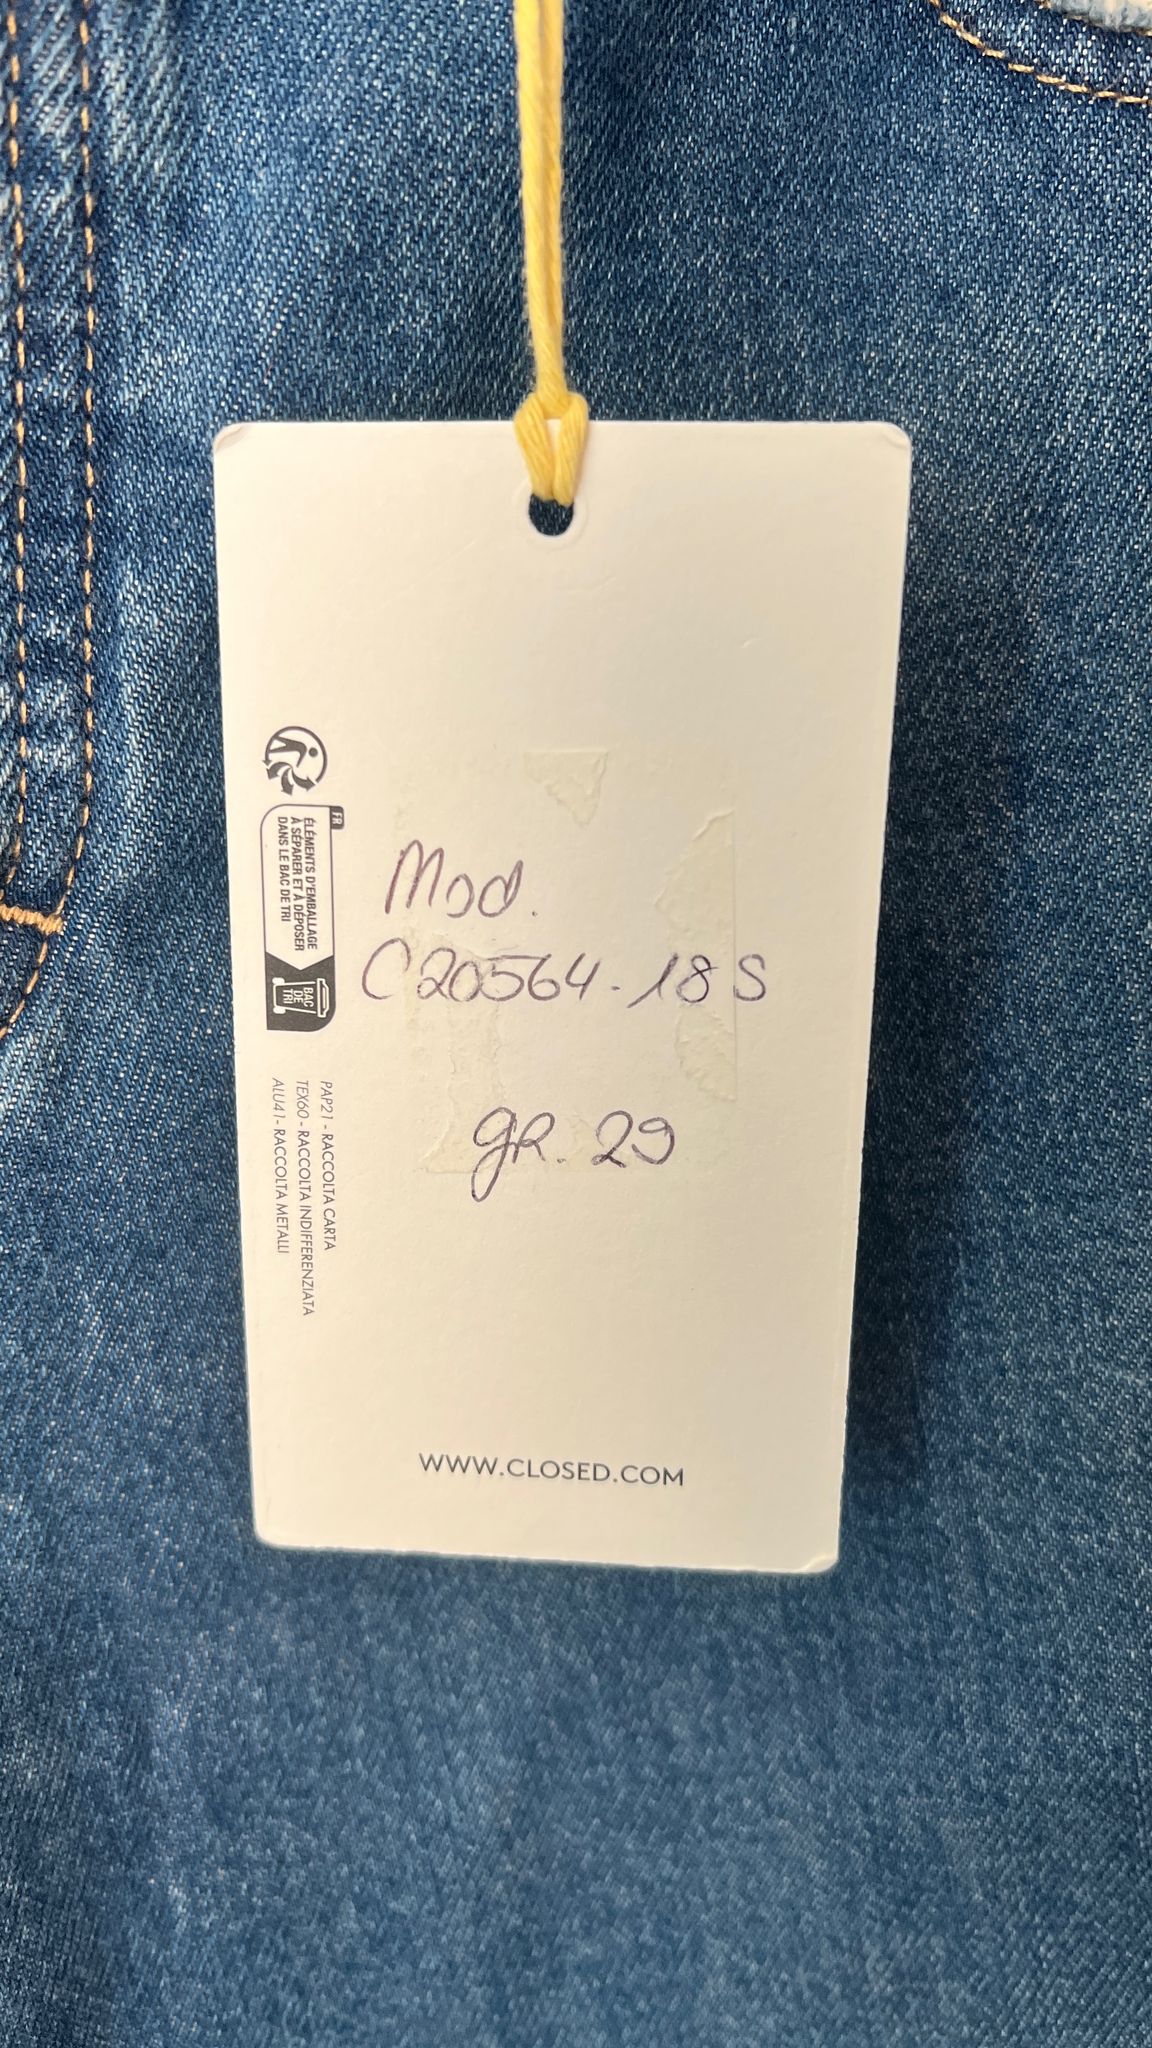 FR
ÉLÉMENTS D'EMBALLAGE
À SÉPARER ET À DÉPOSER
DANS LE BAC DE TRI
BAC
DE
TRI
PAP21 - RACCOLTA CARTA
TEX60 - RACCOLTA INDIFFERENZIATA
ALU41 - RACCOLTA METALLI
Mod.
C20564-18 S
gR. 29
WWW.CLOSED.COM